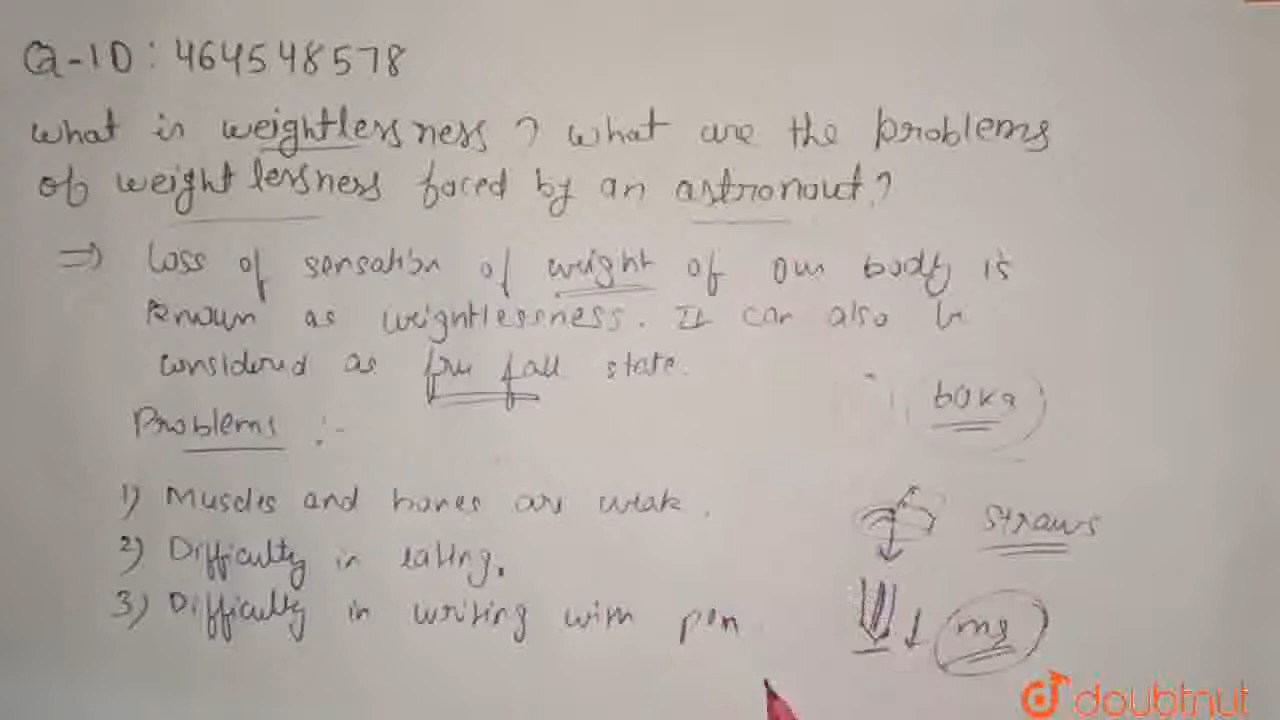 Q-ID: 464548578
What is weightlessness? What are the problems
of weightlessness faced by an astronout?
⇒ Loss of sensation of weight of our body is
known as weightlessness. It can also be
considered as free fall state.
Problems :-
60kg
1) Muscles and bones are weak.
straws
2) Difficulty in eating.
3) Difficulty in writing with pen
mg
doubtnut